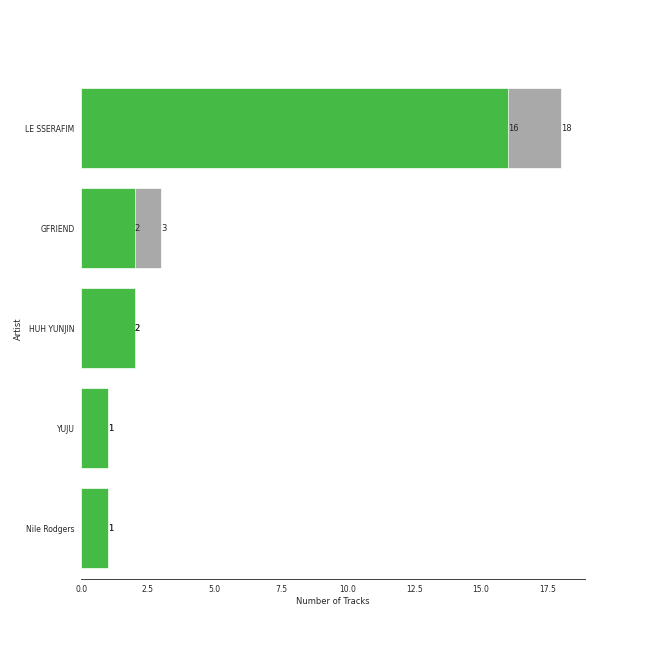 LE SSERAFIM 16 18
GFRIEND 2 3
HUH YUNJIN 2
YUJU 1
Nile Rodgers 1
Artist
0.0 2.5 5.0 7.5 10.0 12.5 15.0 17.5
Number of Tracks